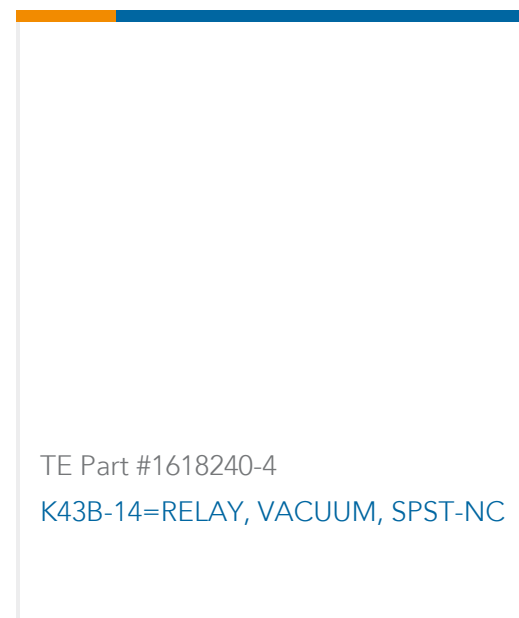 TE Part #1618240-4
K43B-14=RELAY, VACUUM, SPST-NC